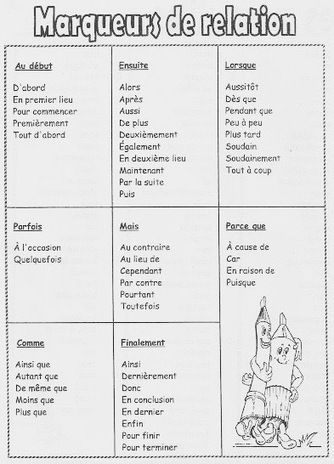 Marqueurs de relation
Au début
D'abord
En premier lieu
Pour commencer
Premièrement
Tout d'abord
Ensuite
Alors
Après
Aussi
De plus
Deuxièmement
Également
En deuxième lieu
Maintenant
Par la suite
Puis
Lorsque
Aussitôt
Dès que
Pendant que
Peu à peu
Plus tard
Soudain
Soudainement
Tout à coup
Parfois
À l'occasion
Quelquefois
Mais
Au contraire
Au lieu de
Cependant
Par contre
Pourtant
Toutefois
Parce que
À cause de
Car
En raison de
Puisque
Comme
Ainsi que
Autant que
De même que
Moins que
Plus que
Finalement
Ainsi
Dernièrement
Donc
En conclusion
En dernier
Enfin
Pour finir
Pour terminer